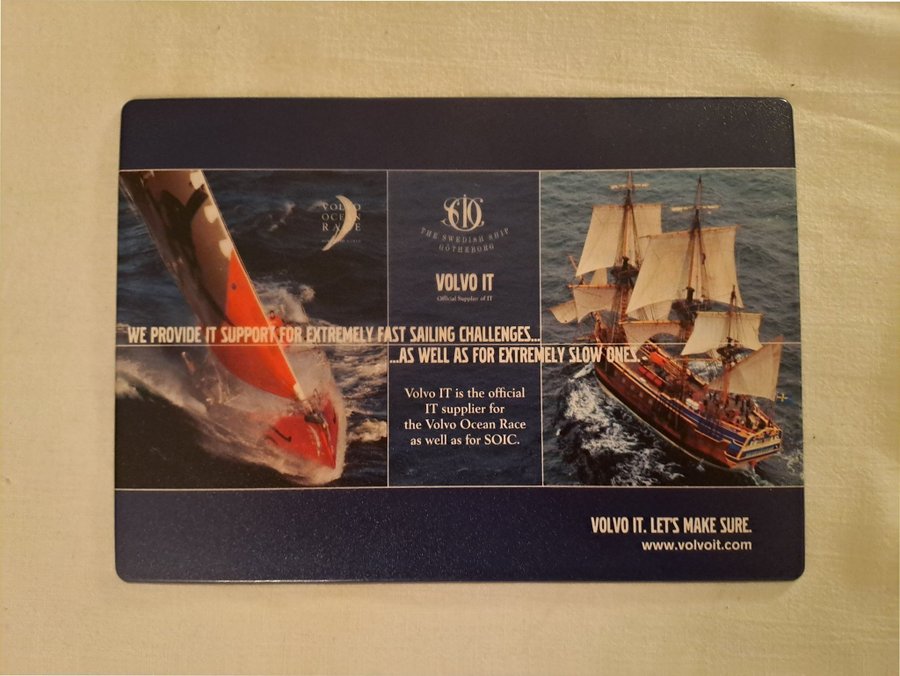 VOLVO
OCEAN
RACE
SOIC
THE SWEDISH SHIP
GÖTHEBORG
VOLVO IT
Official Supplier of IT
WE PROVIDE IT SUPPORT FOR EXTREMELY FAST SAILING CHALLENGES...
...AS WELL AS FOR EXTREMELY SLOW ONES.
Volvo IT is the official
IT supplier for
the Volvo Ocean Race
as well as for SOIC.
VOLVO IT. LET'S MAKE SURE.
www.volvoit.com